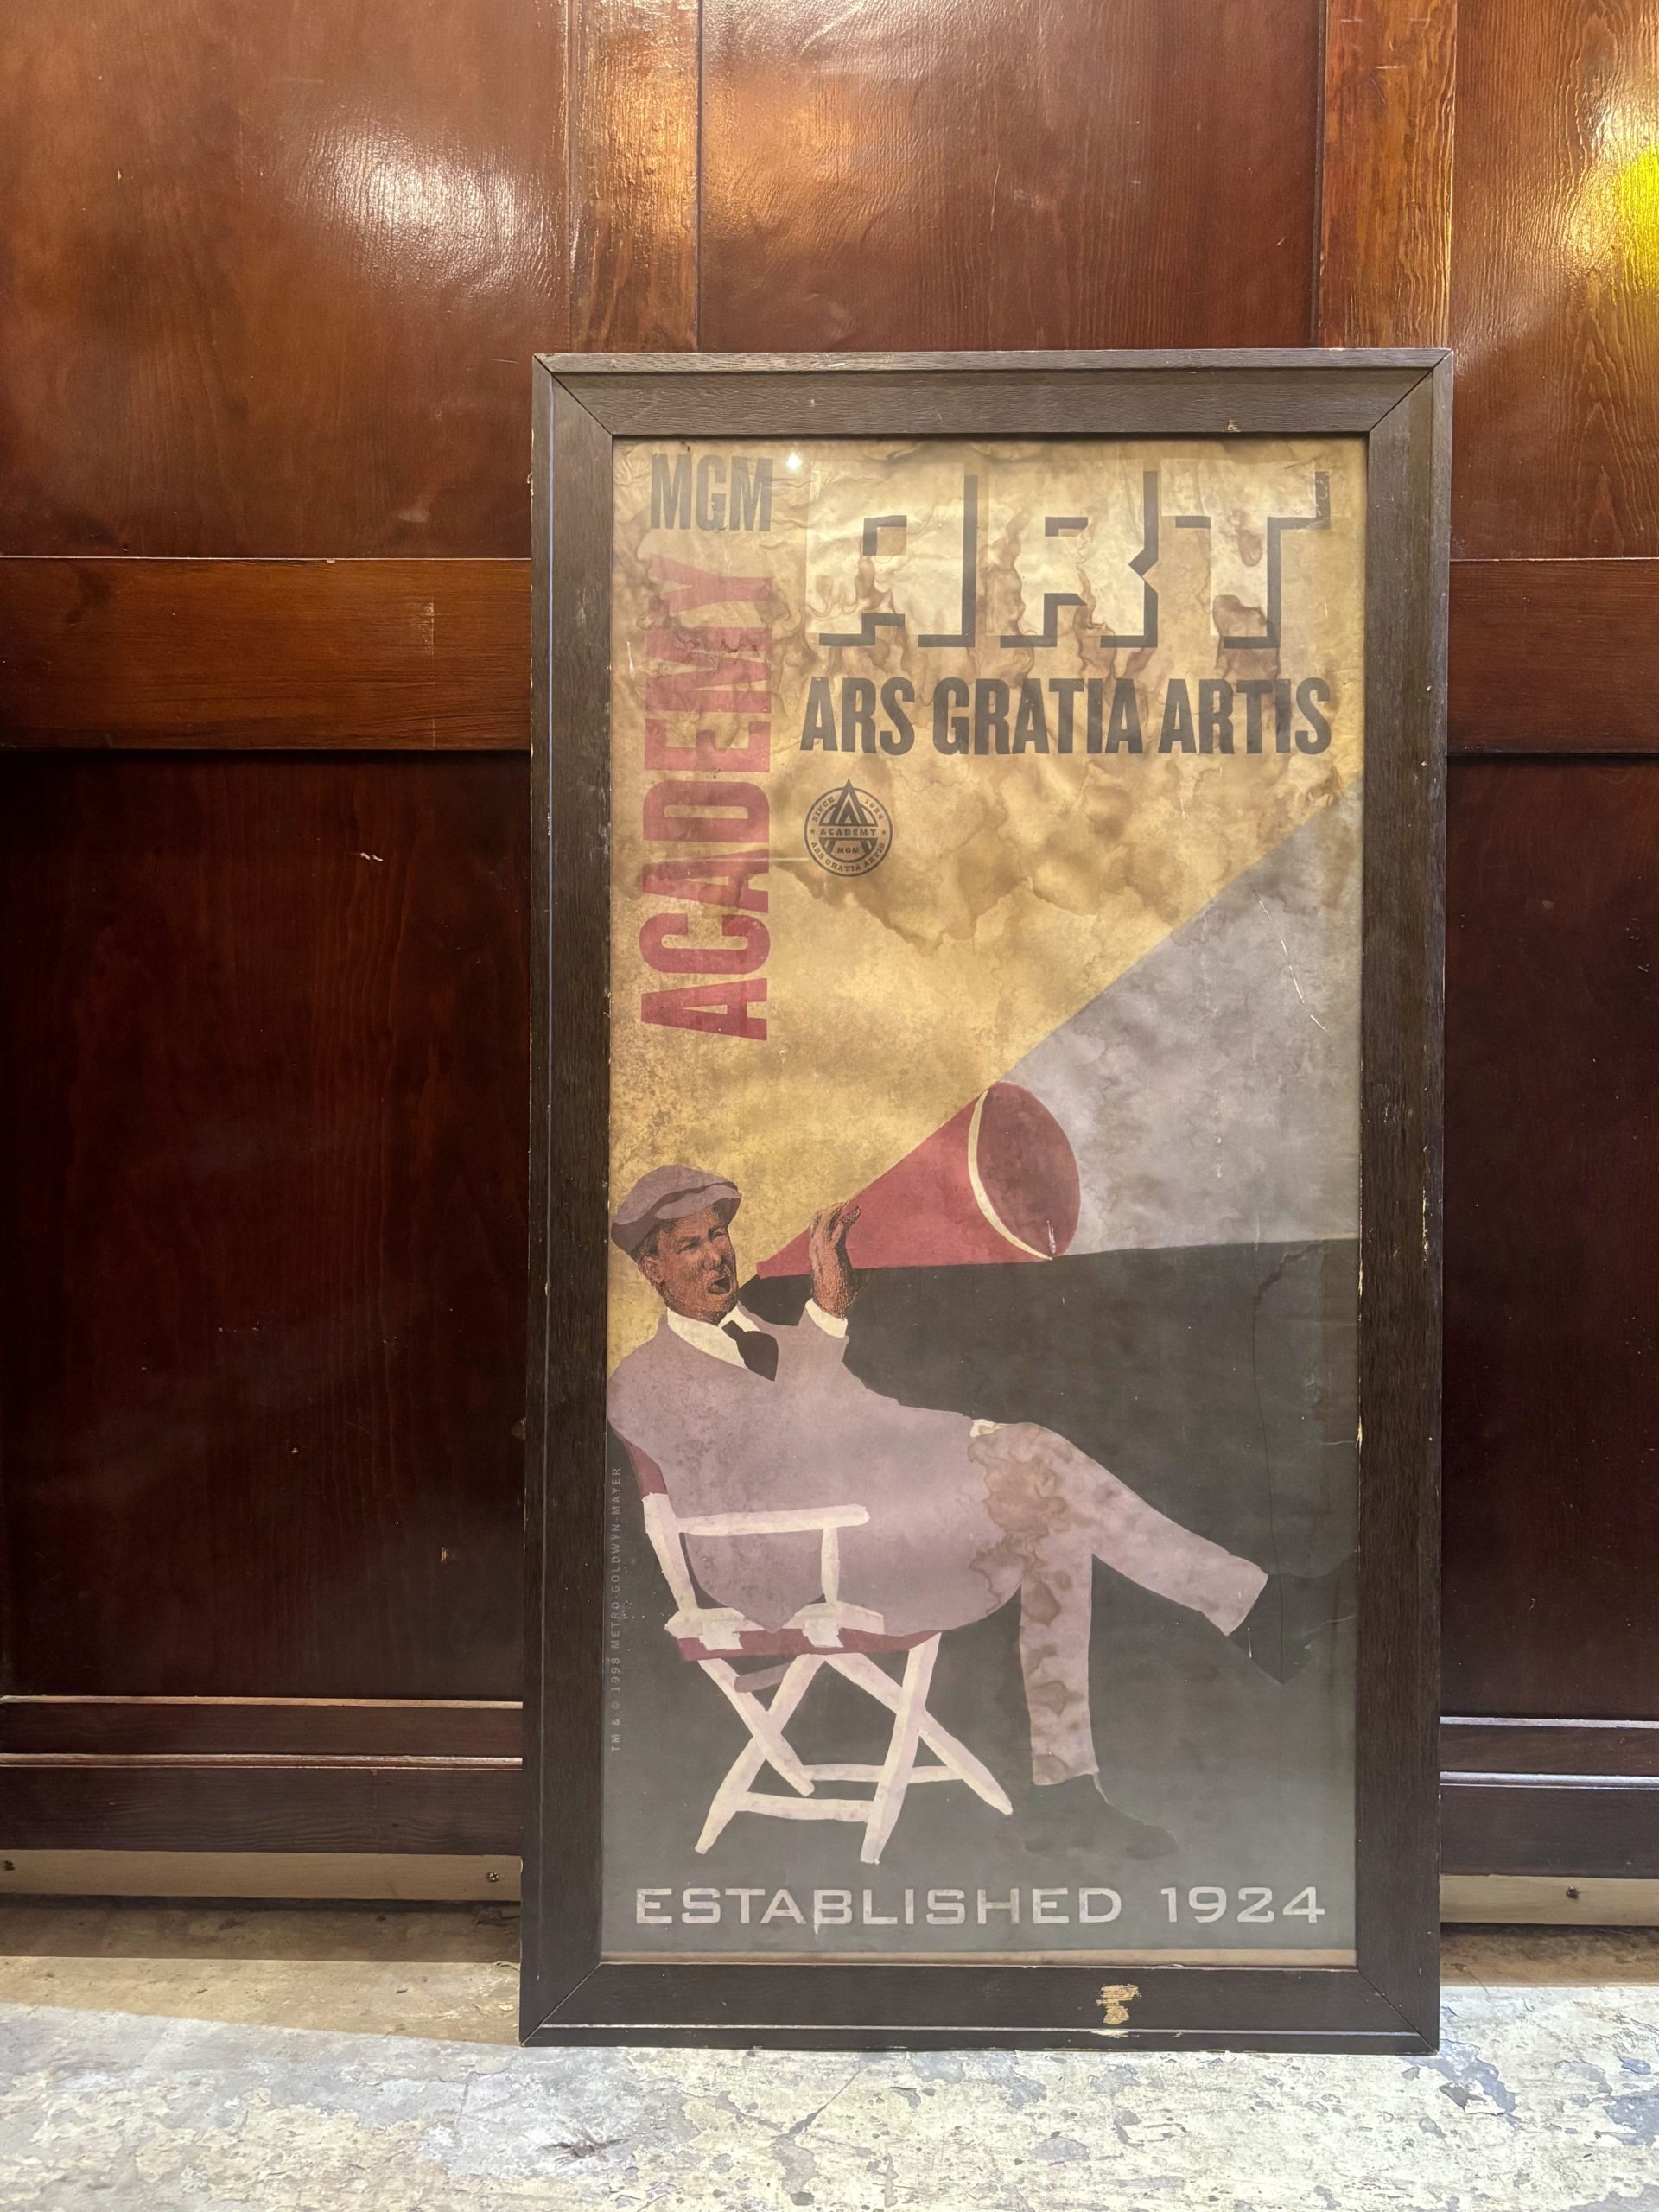 MGM
ACADEMY
ART
ARS GRATIA ARTIS
SINCE 1924
ACADEMY
MGM
ARS GRATIA ARTIS
TM & © 1998 METRO-GOLDWYN-MAYER
ESTABLISHED 1924